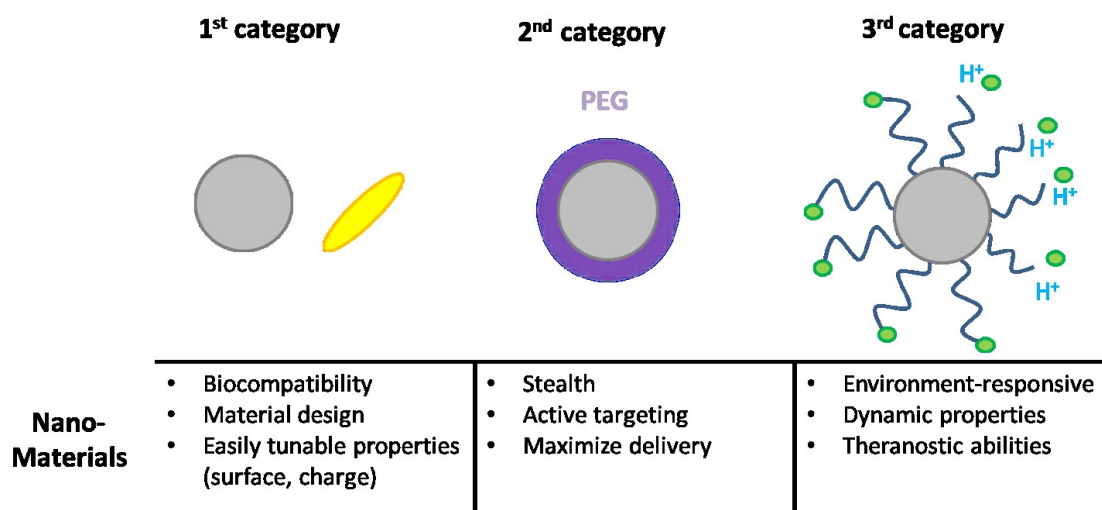 1st category
2nd category
3rd category
PEG
H+
H+
H+
H+
Nano-
Materials
• Biocompatibility
• Material design
• Easily tunable properties
(surface, charge)
• Stealth
• Active targeting
• Maximize delivery
• Environment-responsive
• Dynamic properties
• Theranostic abilities